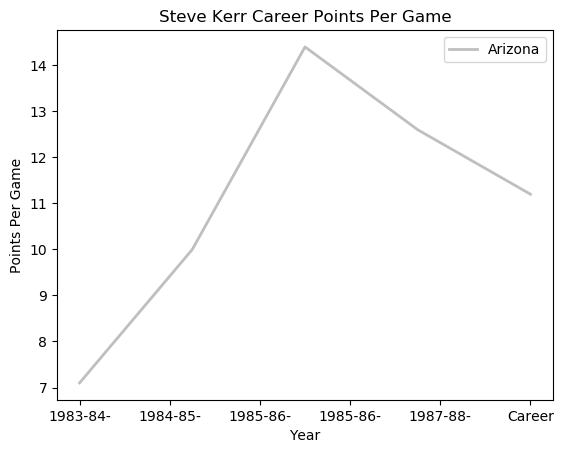 Steve Kerr Career Points Per Game
Arizona
14
13
12
11
10
9
8
7
Points Per Game
1983-84- 1984-85- 1985-86- 1985-86- 1987-88- Career
Year